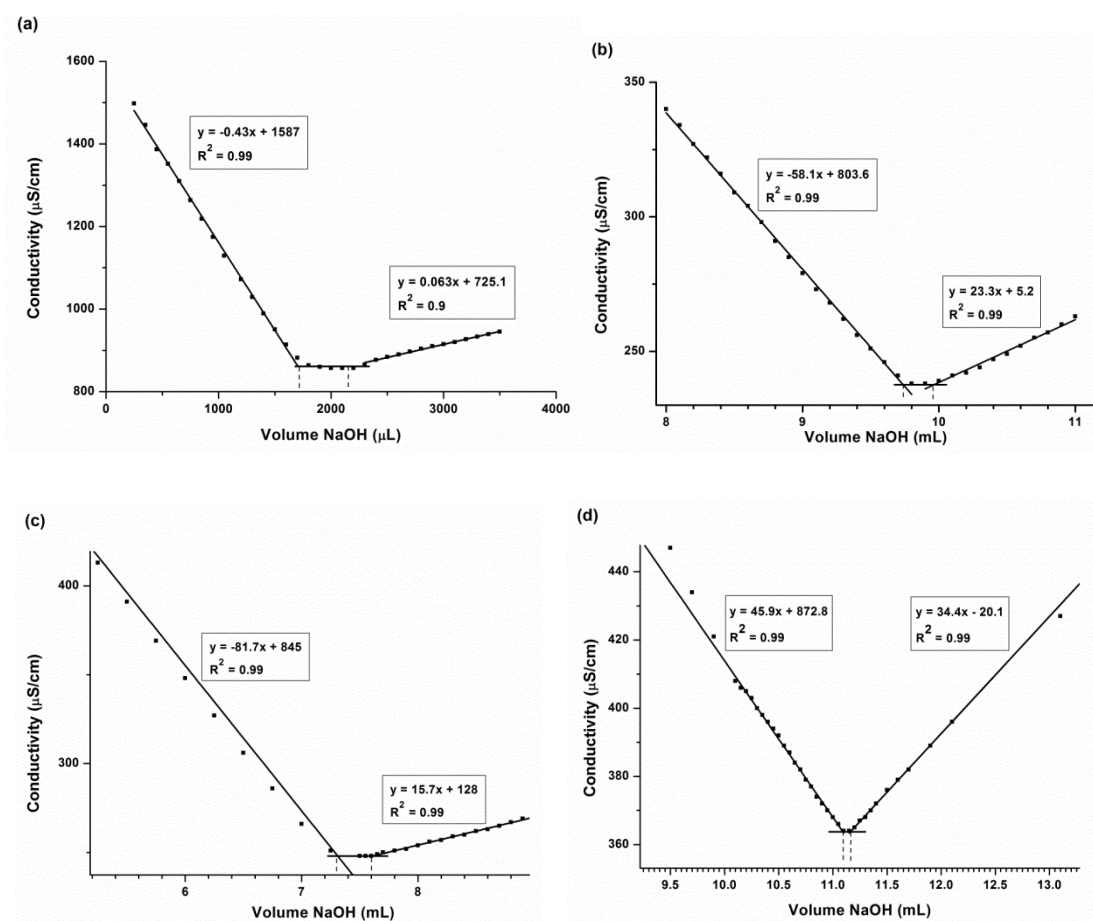 (a)
1600
1400
1200
1000
800
Conductivity (µS/cm)
y = -0.43x + 1587
R² = 0.99
y = 0.063x + 725.1
R² = 0.9
0 1000 2000 3000 4000
Volume NaOH (µL)
(b)
350
300
250
Conductivity (µS/cm)
y = -58.1x + 803.6
R² = 0.99
y = 23.3x + 5.2
R² = 0.99
8 9 10 11
Volume NaOH (mL)
(c)
400
300
Conductivity (µS/cm)
y = -81.7x + 845
R² = 0.99
y = 15.7x + 128
R² = 0.99
6 7 8
Volume NaOH (mL)
(d)
440
420
400
380
360
Conductivity (µS/cm)
y = 45.9x + 872.8
R² = 0.99
y = 34.4x - 20.1
R² = 0.99
9.5 10.0 10.5 11.0 11.5 12.0 12.5 13.0
Volume NaOH (mL)